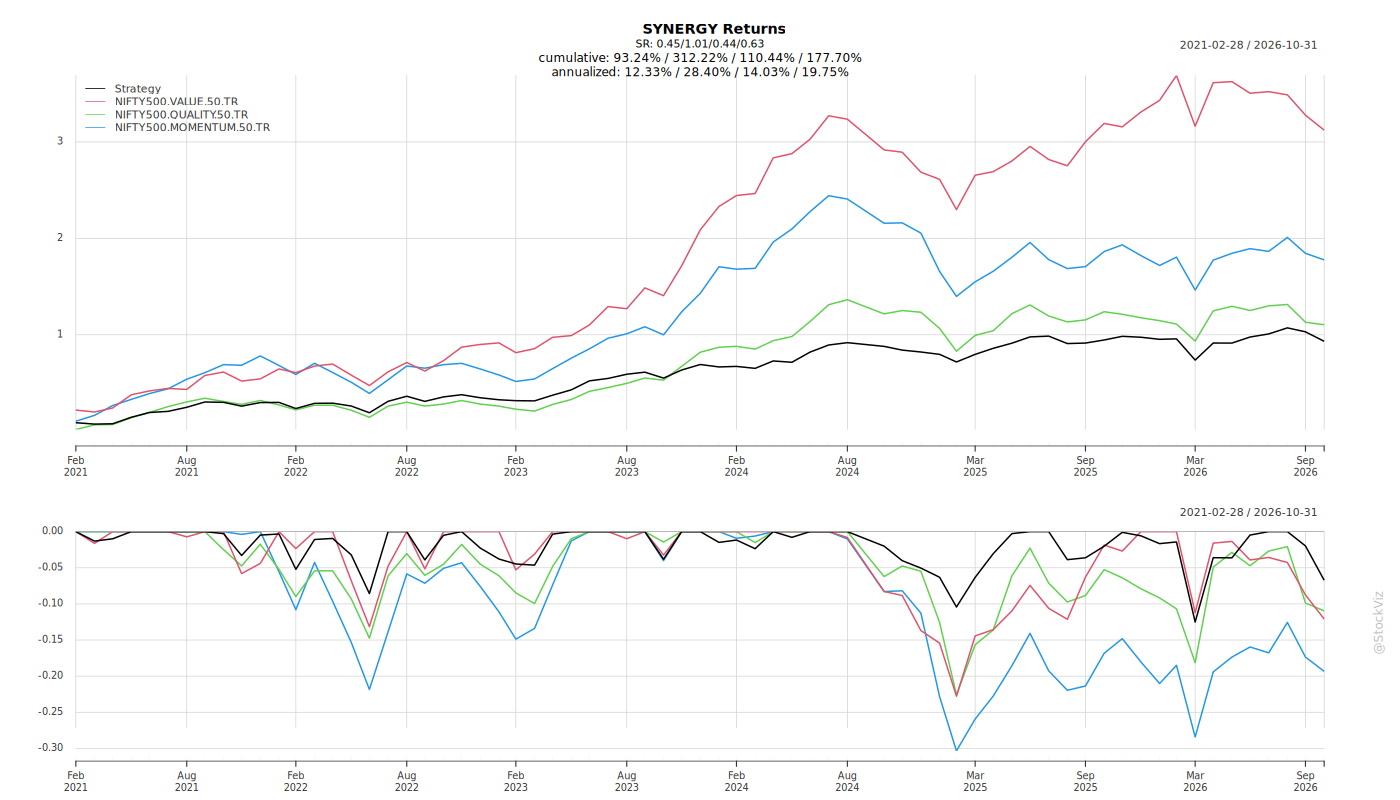 SYNERGY Returns
SR: 0.45/1.01/0.44/0.63
cumulative: 93.24% / 312.22% / 110.44% / 177.70%
annualized: 12.33% / 28.40% / 14.03% / 19.75%
2021-02-28 / 2026-10-31
Strategy
NIFTY500.VALUE.50.TR
NIFTY500.QUALITY.50.TR
NIFTY500.MOMENTUM.50.TR
3
2
1
Feb Aug Feb Aug Feb Aug Feb Aug Mar Sep Mar Sep
2021 2021 2022 2022 2023 2023 2024 2024 2025 2025 2026 2026
2021-02-28 / 2026-10-31
0.00
-0.05
-0.10
-0.15
-0.20
-0.25
-0.30
Feb Aug Feb Aug Feb Aug Feb Aug Mar Sep Mar Sep
2021 2021 2022 2022 2023 2023 2024 2024 2025 2025 2026 2026
@StockViz